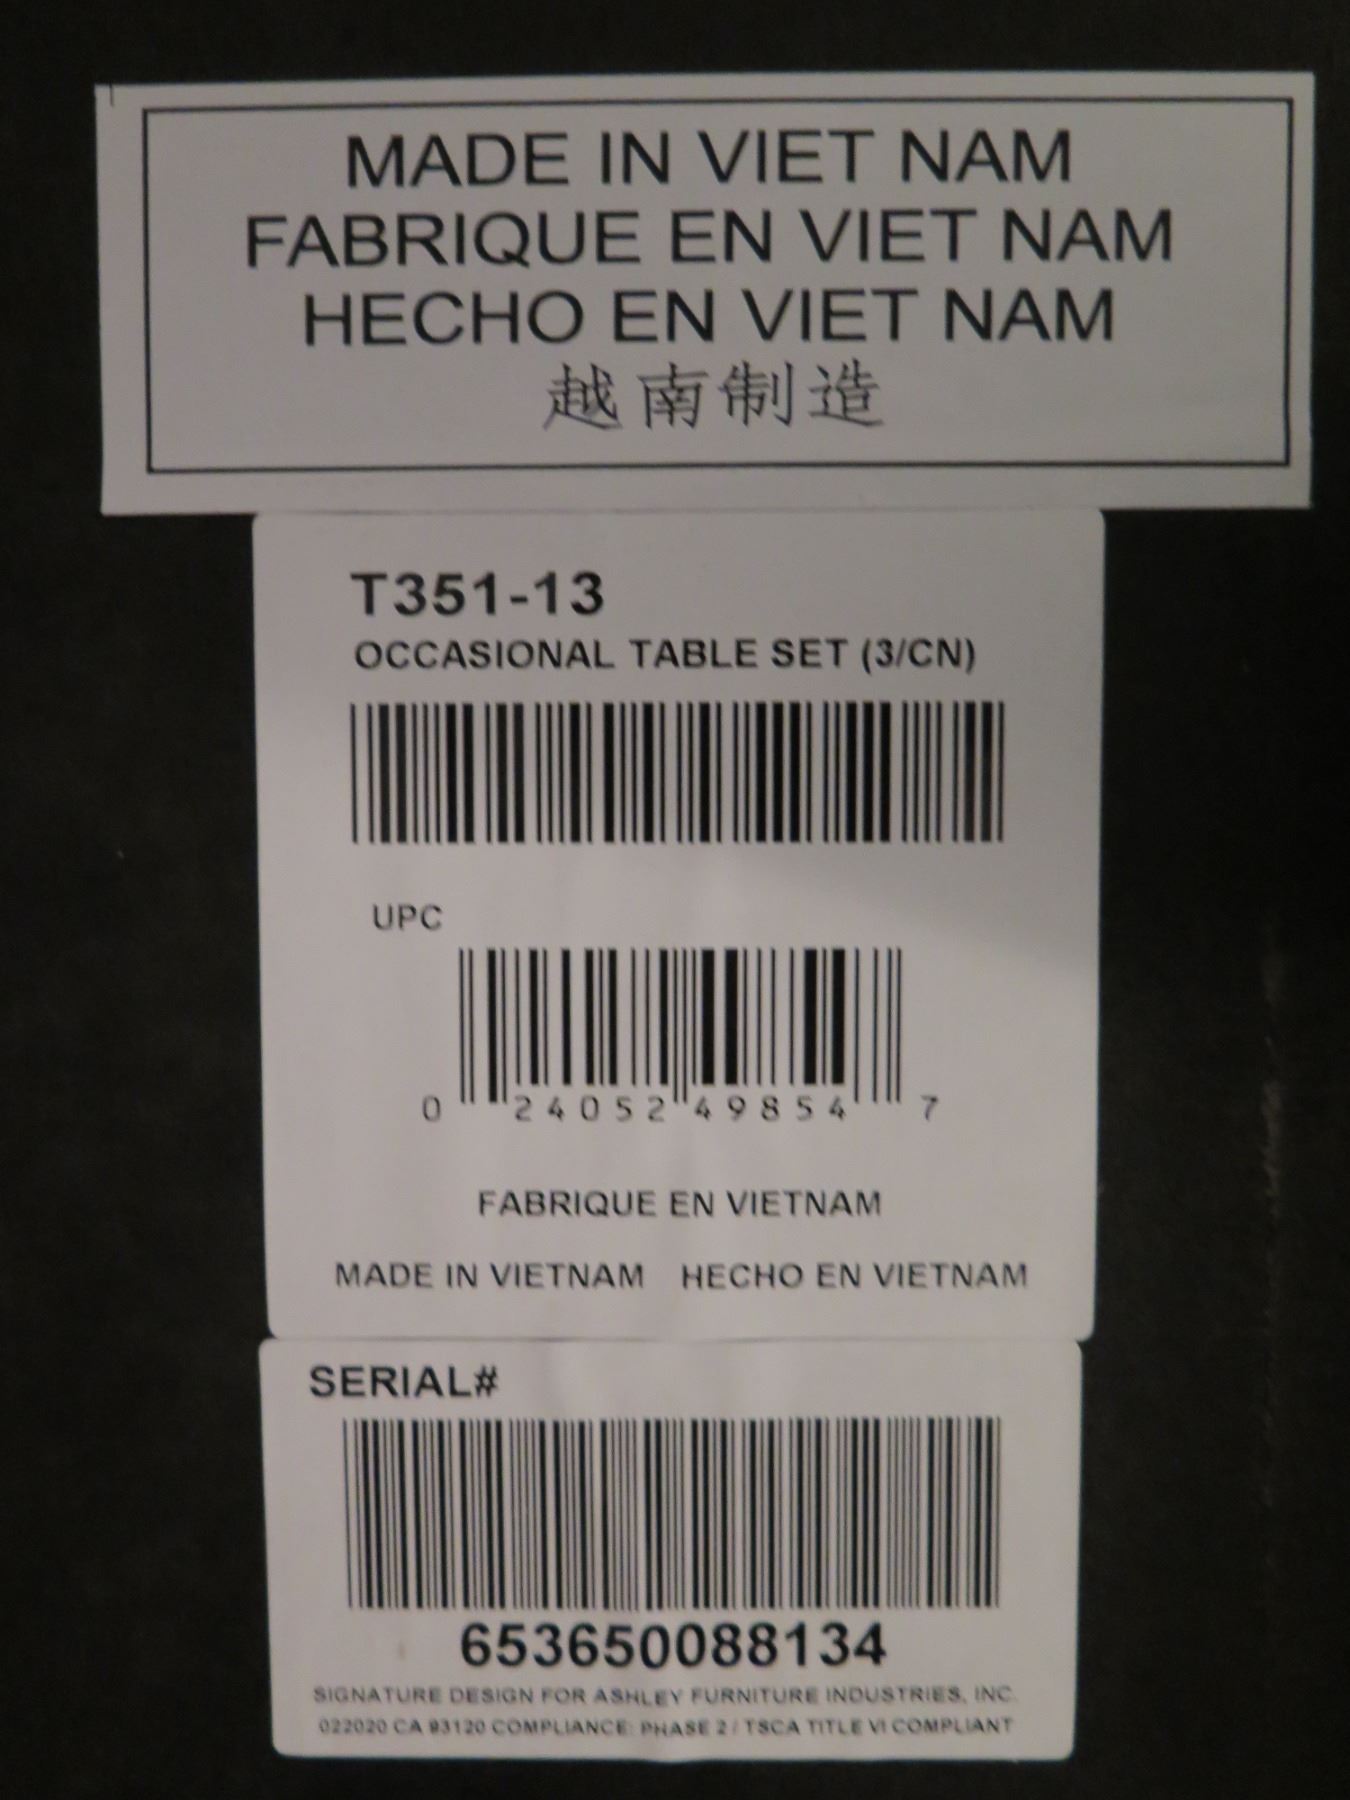 MADE IN VIET NAM
FABRIQUE EN VIET NAM
HECHO EN VIET NAM
越南制造
T351-13
OCCASIONAL TABLE SET (3/CN)
UPC
0 24052 49854 7
FABRIQUE EN VIETNAM
MADE IN VIETNAM HECHO EN VIETNAM
SERIAL#
653650088134
SIGNATURE DESIGN FOR ASHLEY FURNITURE INDUSTRIES, INC.
022020 CA 93120 COMPLIANCE: PHASE 2 / TSCA TITLE VI COMPLIANT